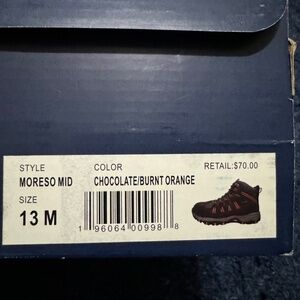 STYLE COLOR RETAIL:$70.00
MORESO MID CHOCOLATE/BURNT ORANGE
SIZE
13 M
1 96064 00998 8